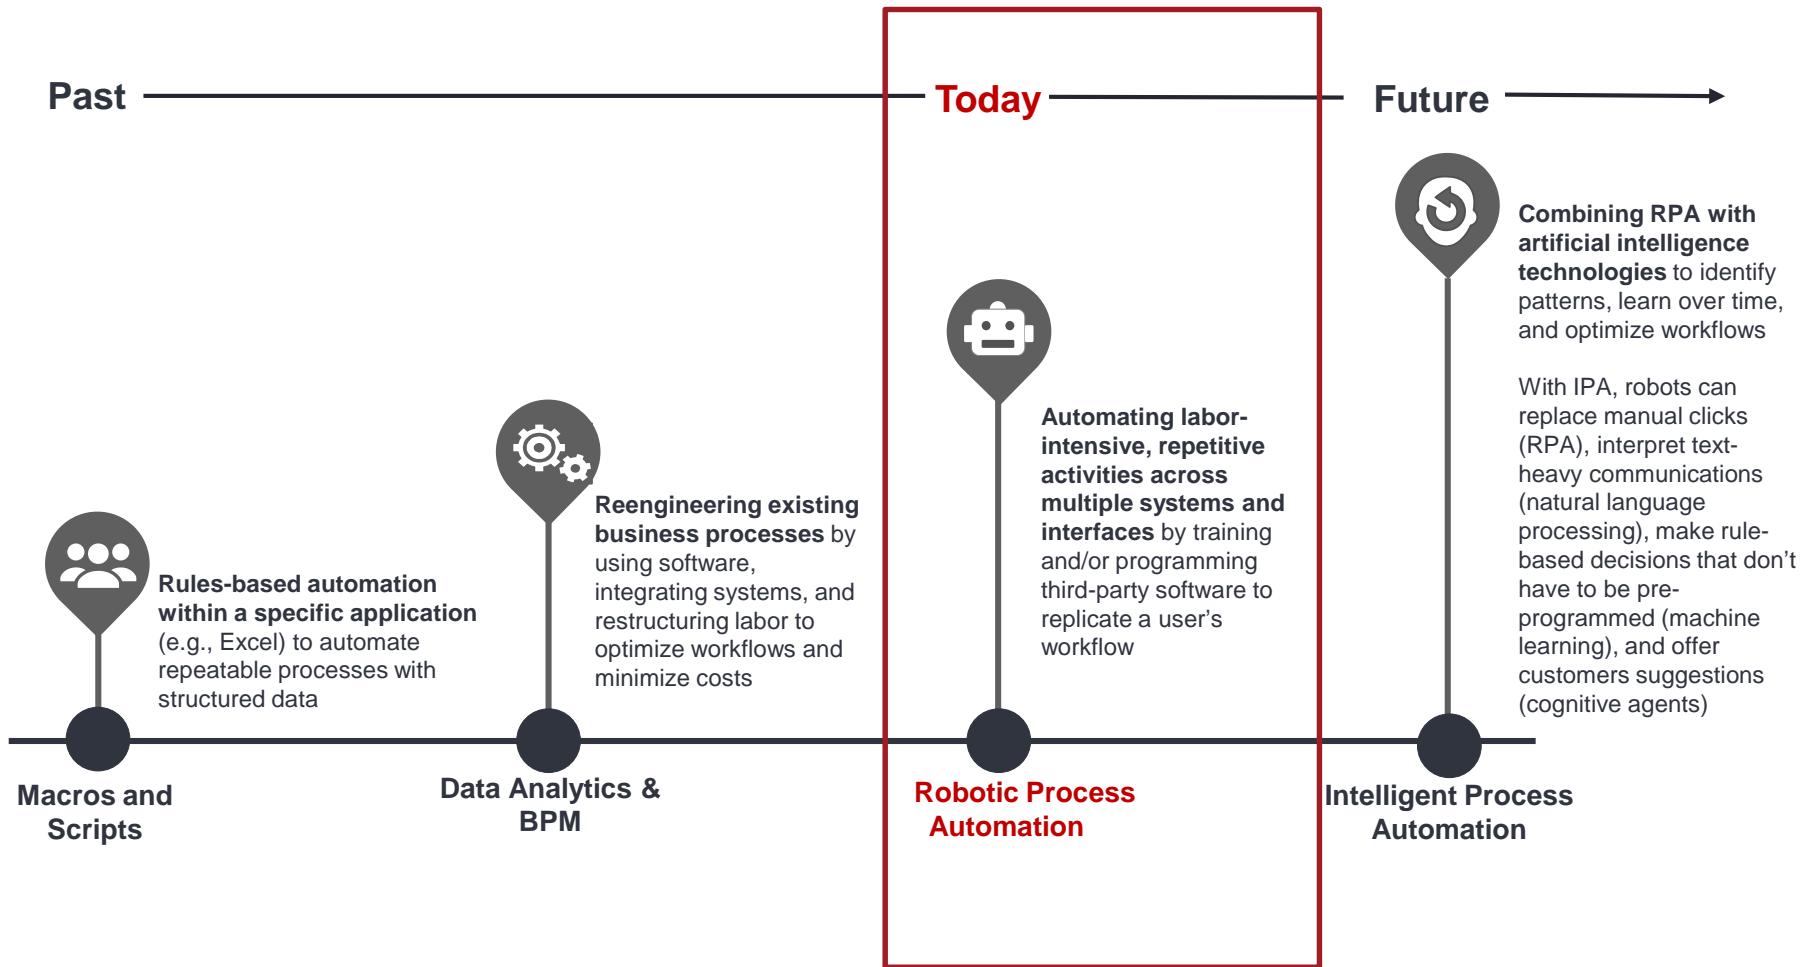 Past
Today
Future
Rules-based automation
within a specific application
(e.g., Excel) to automate
repeatable processes with
structured data
Macros and
Scripts
Reengineering existing
business processes by
using software,
integrating systems, and
restructuring labor to
optimize workflows and
minimize costs
Data Analytics &
BPM
Automating labor-
intensive, repetitive
activities across
multiple systems and
interfaces by training
and/or programming
third-party software to
replicate a user’s
workflow
Robotic Process
Automation
Combining RPA with
artificial intelligence
technologies to identify
patterns, learn over time,
and optimize workflows
With IPA, robots can
replace manual clicks
(RPA), interpret text-
heavy communications
(natural language
processing), make rule-
based decisions that don’t
have to be pre-
programmed (machine
learning), and offer
customers suggestions
(cognitive agents)
Intelligent Process
Automation